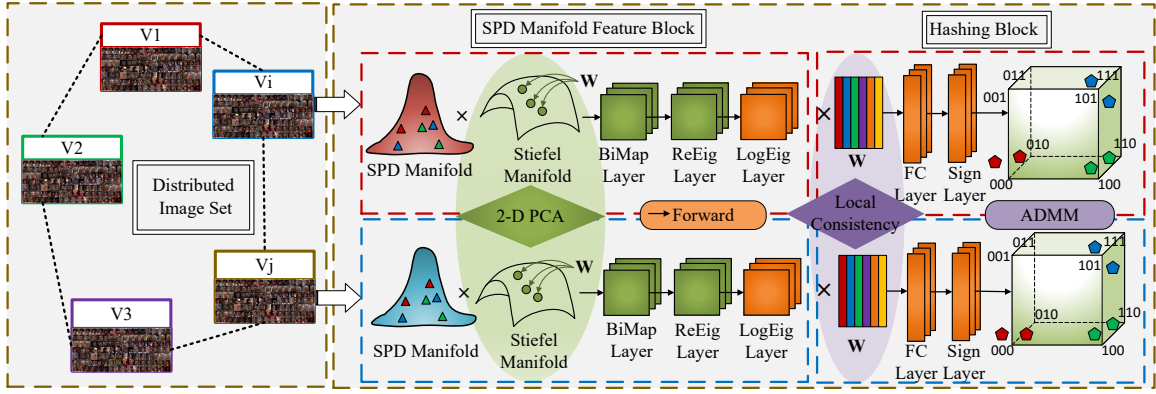 V1
Vi
V2
Distributed
Image Set
Vj
V3
SPD Manifold Feature Block
Hashing Block
×
W
SPD Manifold
Stiefel
Manifold
BiMap
Layer
ReEig
Layer
LogEig
Layer
×
W
FC
Layer
Sign
Layer
011
111
001
101
010
110
000
100
2-D PCA
Forward
Local
Consistency
ADMM
×
W
SPD Manifold
Stiefel
Manifold
BiMap
Layer
ReEig
Layer
LogEig
Layer
×
W
FC
Layer
Sign
Layer
011
111
001
101
010
110
000
100